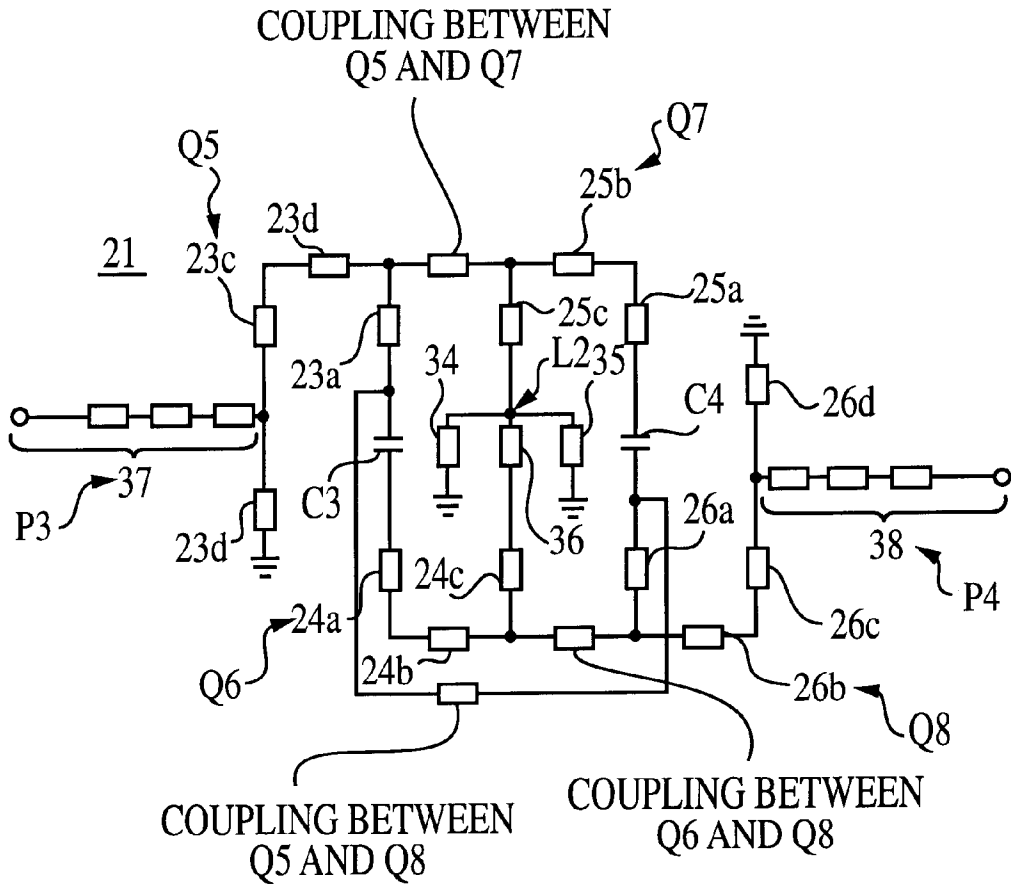 COUPLING BETWEEN
Q5 AND Q7
Q5
Q7
25b
23d
21
23c
25a
25c
23a
34
L2
35
C4
26d
C3
37
P3
23d
36
26a
38
P4
24c
24a
26c
Q6
24b
26b
Q8
COUPLING BETWEEN
Q6 AND Q8
COUPLING BETWEEN
Q5 AND Q8